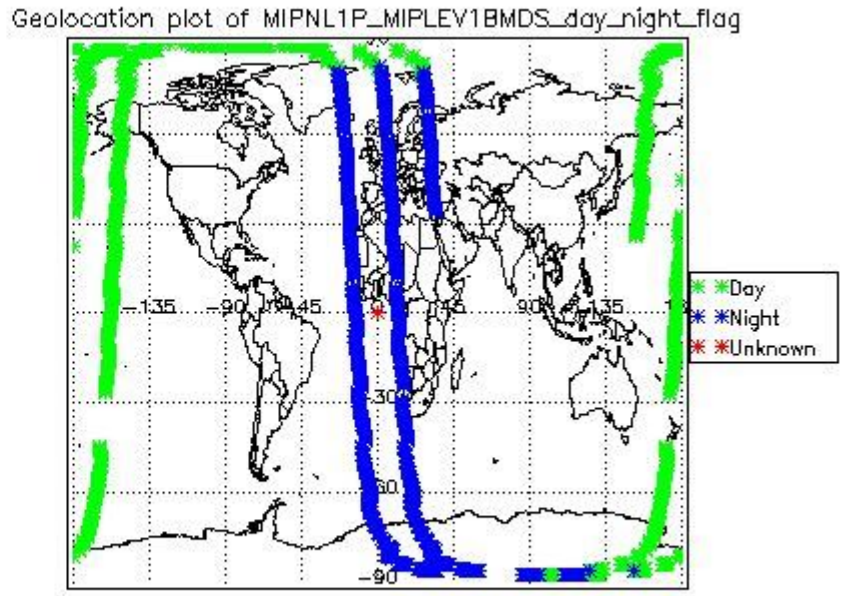 Geolocation plot of MIPNL1P_MIPLEV1BMDS_day_night_flag
-135
-90
45
45
90
135
-30
-60
-90
Day
Night
Unknown